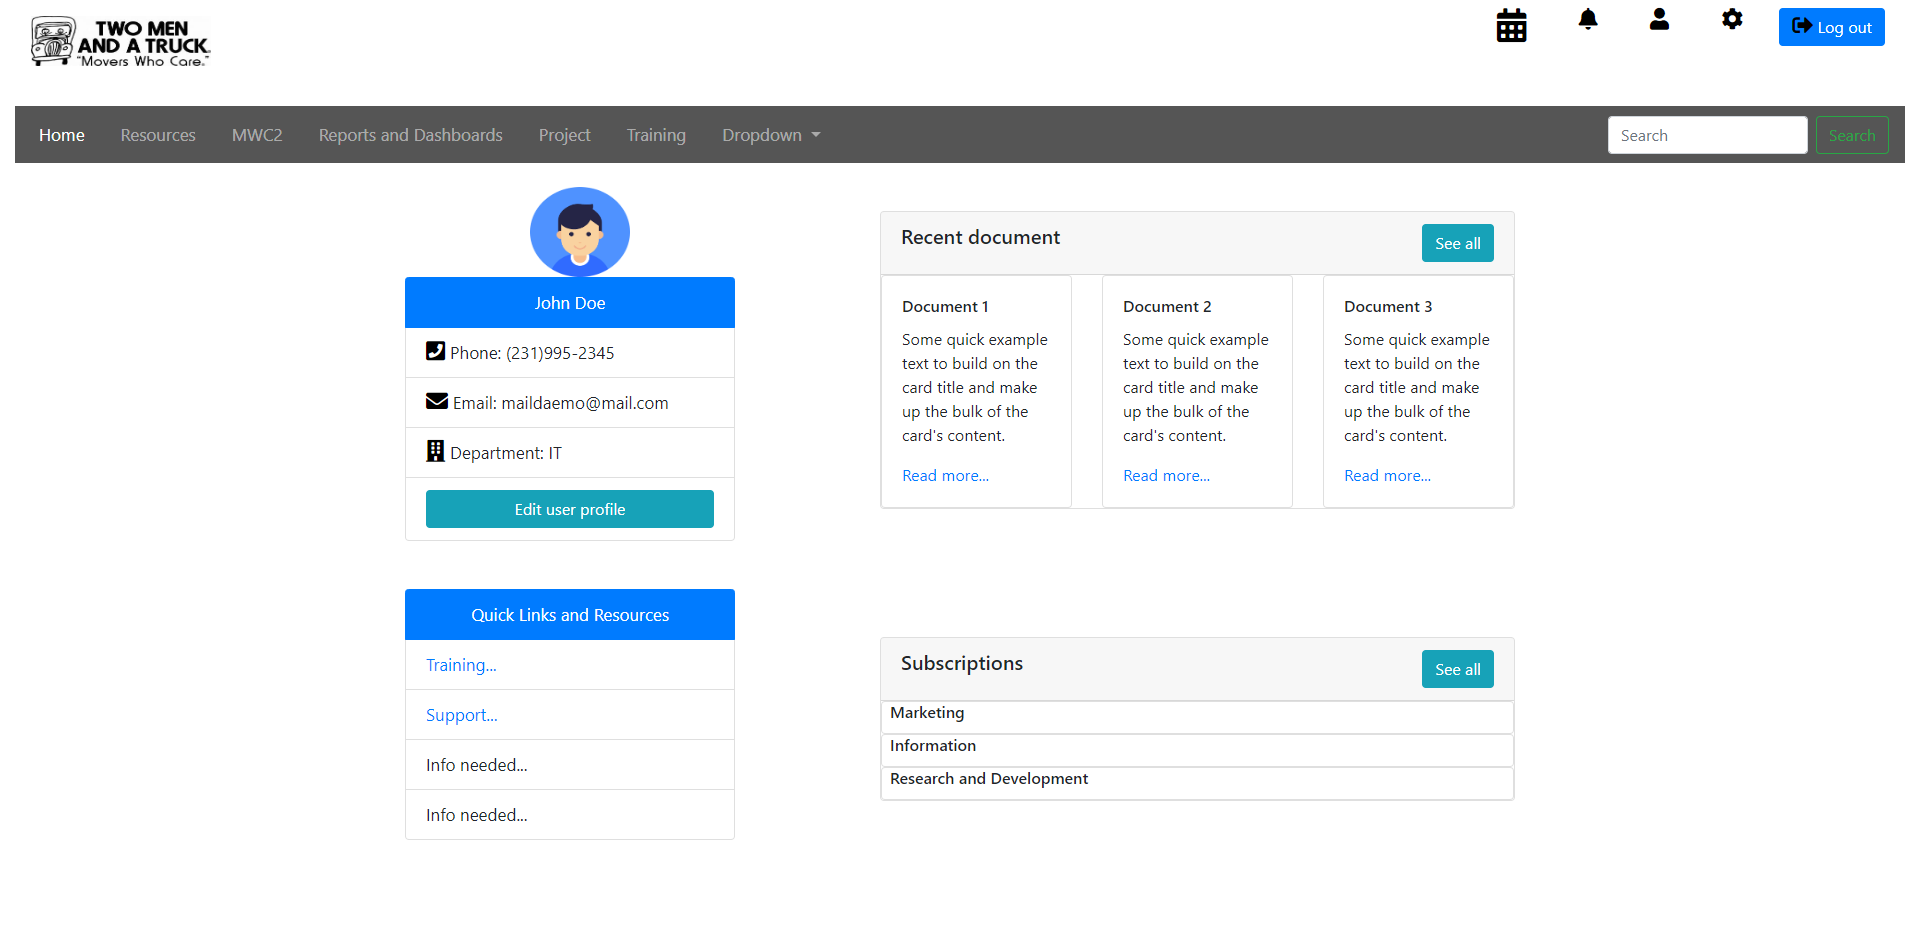 TWO MEN
AND A TRUCK
"Movers Who Care."
Log out
Home Resources MWC2 Reports and Dashboards Project Training Dropdown
Search Search
John Doe
Phone: (231)995-2345
Email: maildaemo@mail.com
Department: IT
Edit user profile
Quick Links and Resources
Training...
Support...
Info needed...
Info needed...
Recent document
See all
Document 1
Some quick example
text to build on the
card title and make
up the bulk of the
card's content.
Read more...
Document 2
Some quick example
text to build on the
card title and make
up the bulk of the
card's content.
Read more...
Document 3
Some quick example
text to build on the
card title and make
up the bulk of the
card's content.
Read more...
Subscriptions
See all
Marketing
Information
Research and Development